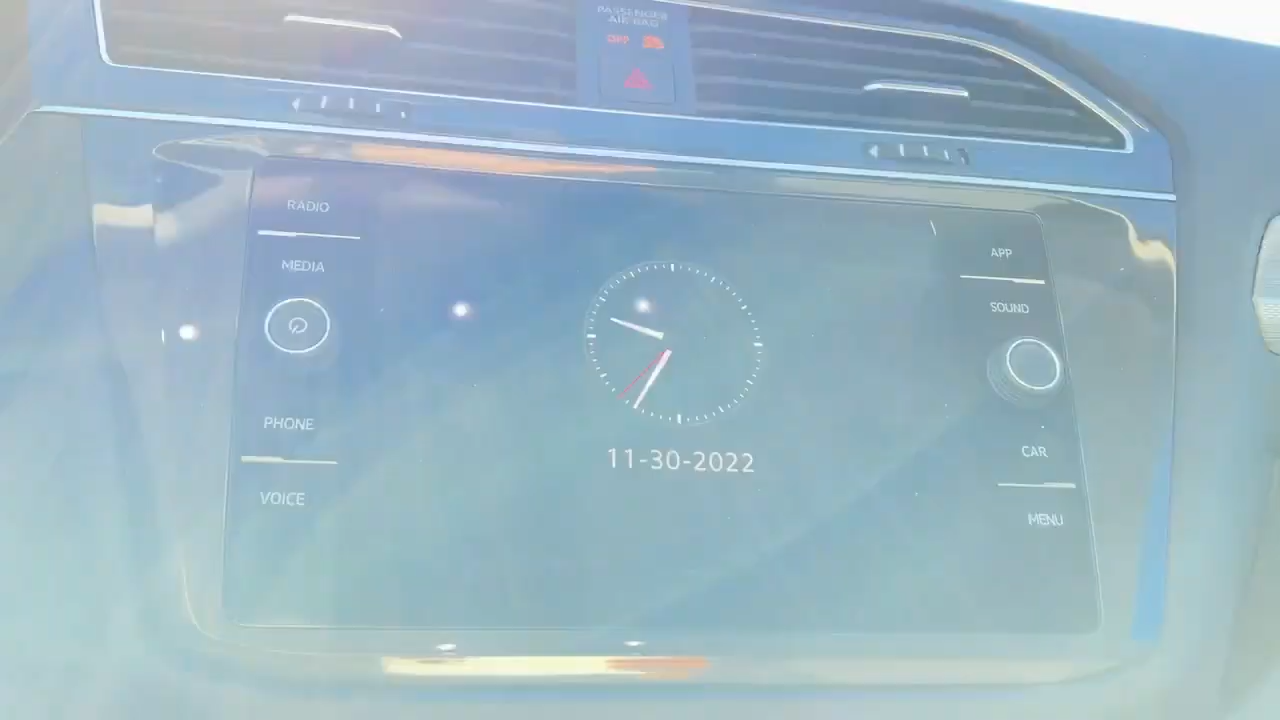 PASSENGER
AIR BAG
OFF
RADIO
MEDIA
PHONE
VOICE
11-30-2022
APP
SOUND
CAR
MENU